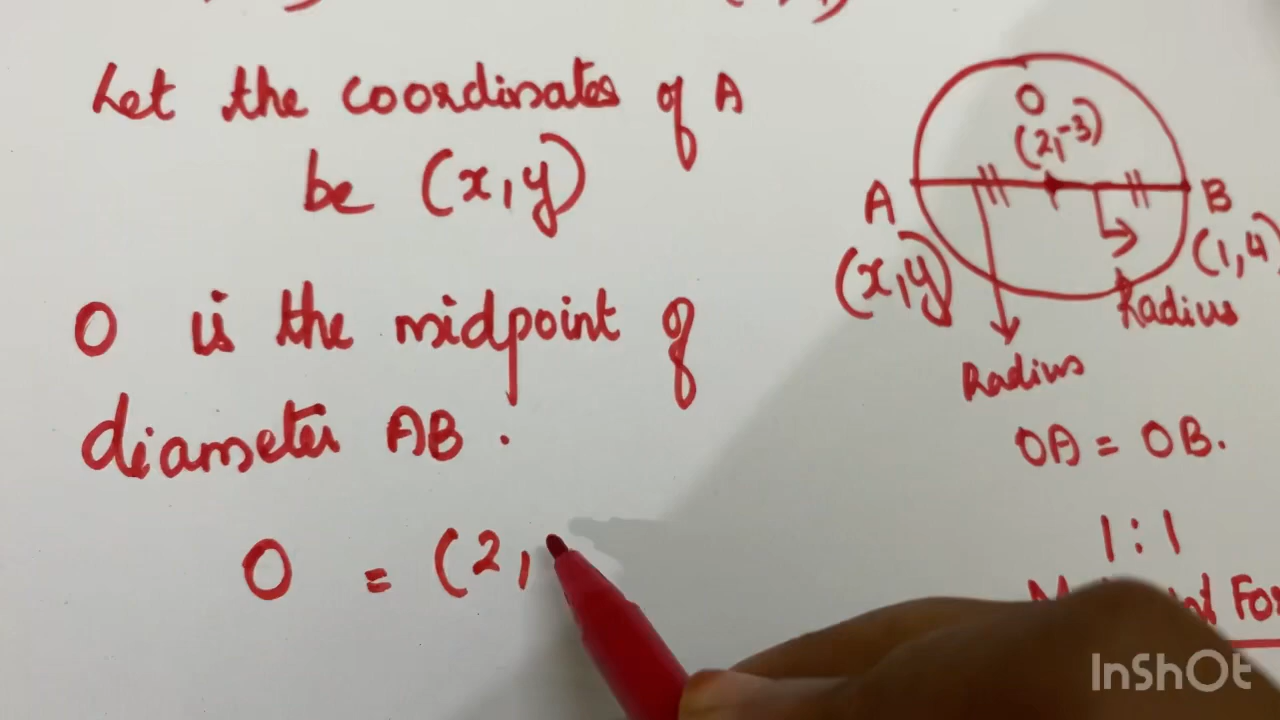 Let the coordinates of A
be (x,y)
O is the midpoint of
diameter AB.
O = (2,
O
(2,-3)
A
B
(x,y)
(1,4)
Radius
Radius
OA = OB.
1:1
InShOt